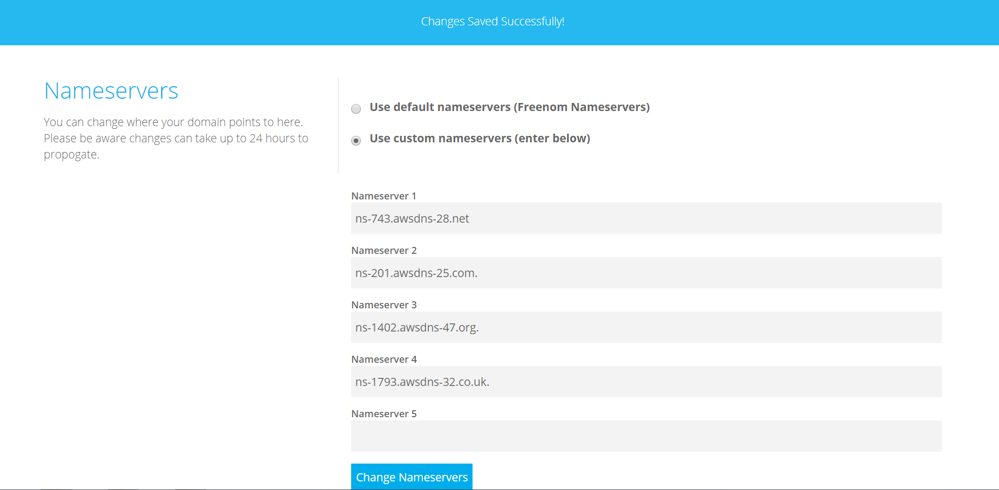 Changes Saved Successfully!
Nameservers
You can change where your domain points to here.
Please be aware changes can take up to 24 hours to
propogate.
Use default nameservers (Freenom Nameservers)
Use custom nameservers (enter below)
Nameserver 1
ns-743.awsdns-28.net
Nameserver 2
ns-201.awsdns-25.com.
Nameserver 3
ns-1402.awsdns-47.org.
Nameserver 4
ns-1793.awsdns-32.co.uk.
Nameserver 5
Change Nameservers